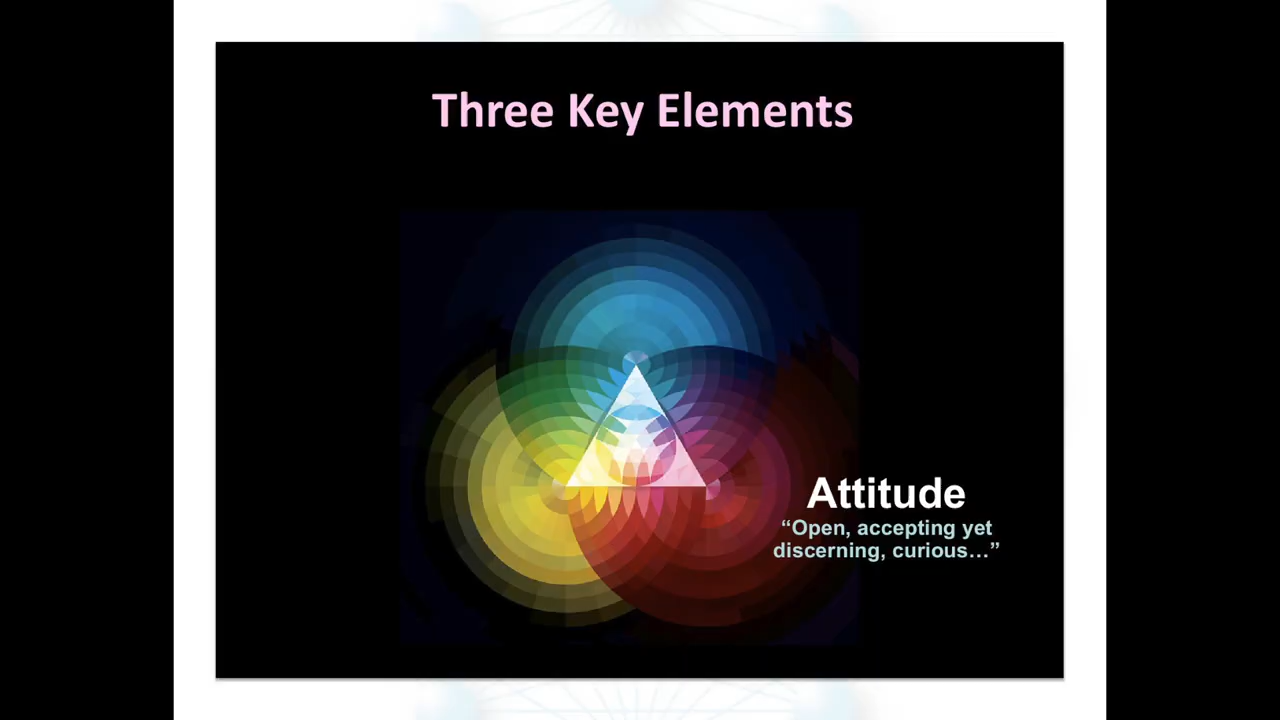 Three Key Elements
Attitude
“Open, accepting yet
discerning, curious…”